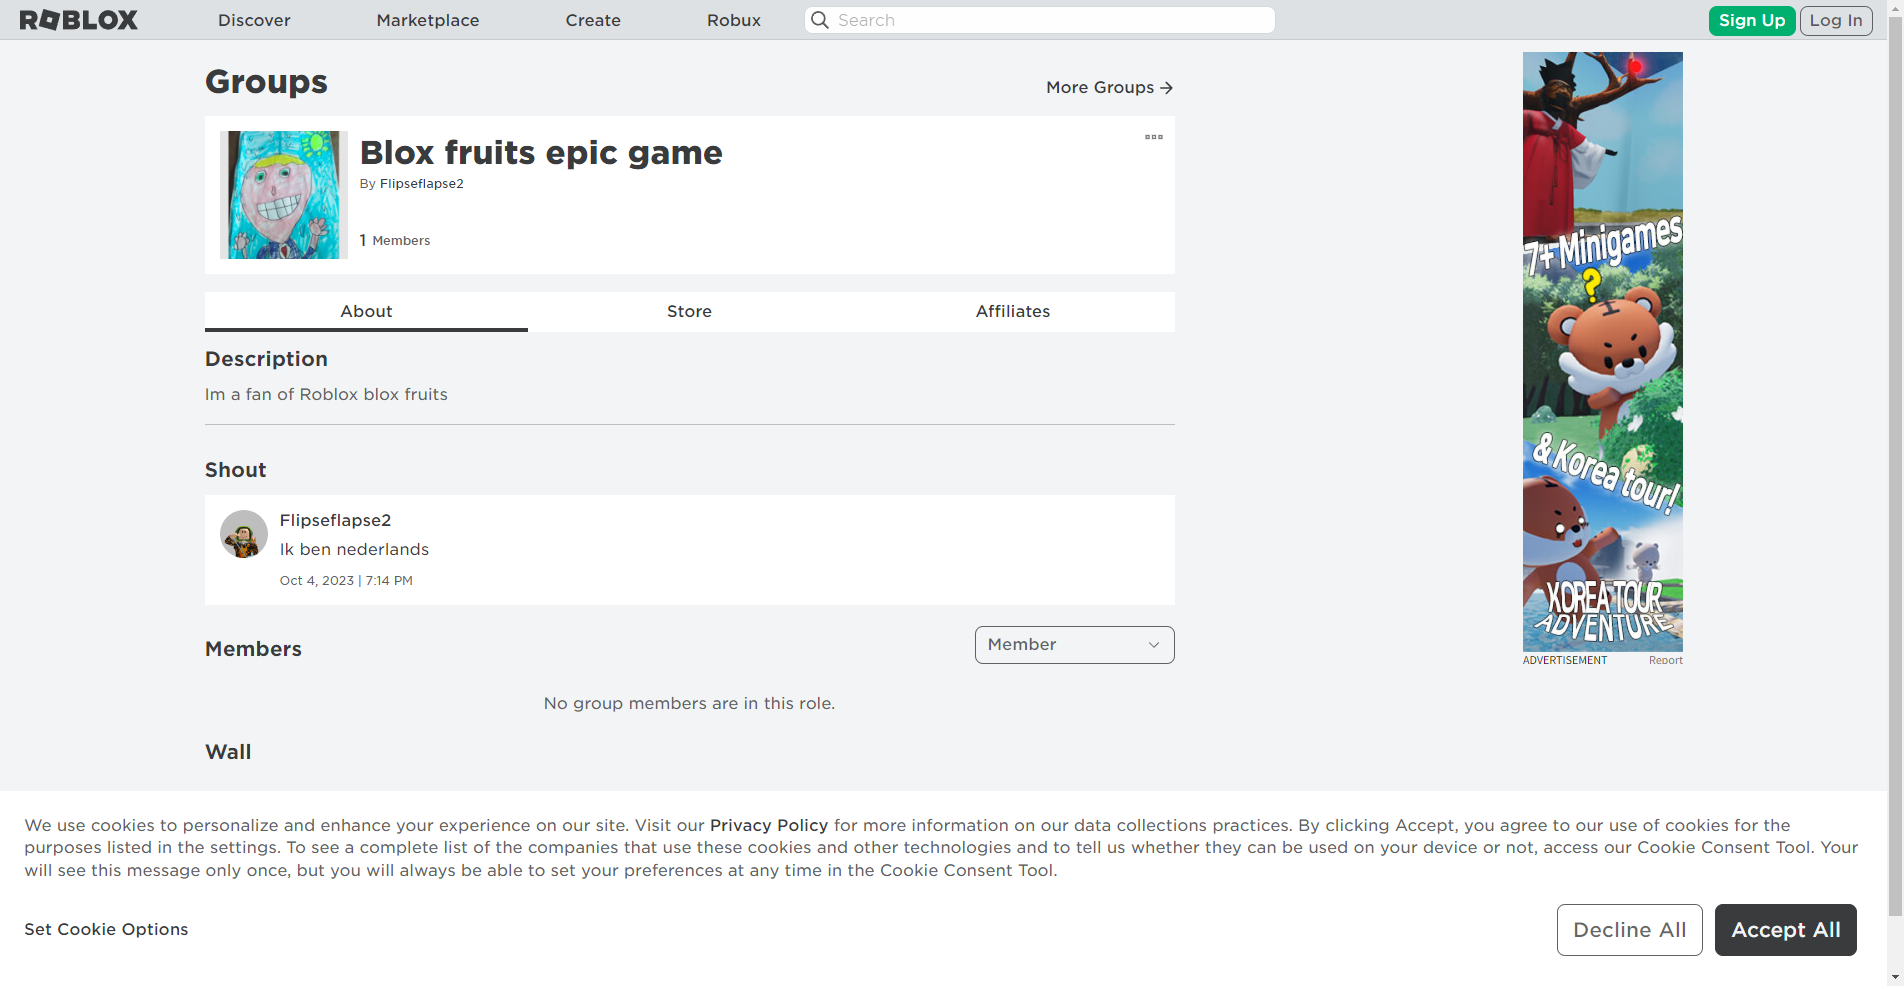 ROBLOX
Discover
Marketplace
Create
Robux
Search
Sign Up
Log In
Groups
More Groups →
Blox fruits epic game
By Flipseflapse2
1 Members
About
Store
Affiliates
Description
Im a fan of Roblox blox fruits
Shout
Flipseflapse2
Ik ben nederlands
Oct 4, 2023 | 7:14 PM
Members
Member
No group members are in this role.
Wall
7+ Minigames
?
& Korea tour!
KOREA TOUR
ADVENTURE
ADVERTISEMENT
Report
We use cookies to personalize and enhance your experience on our site. Visit our Privacy Policy for more information on our data collections practices. By clicking Accept, you agree to our use of cookies for the
purposes listed in the settings. To see a complete list of the companies that use these cookies and other technologies and to tell us whether they can be used on your device or not, access our Cookie Consent Tool. Your
will see this message only once, but you will always be able to set your preferences at any time in the Cookie Consent Tool.
Set Cookie Options
Decline All
Accept All